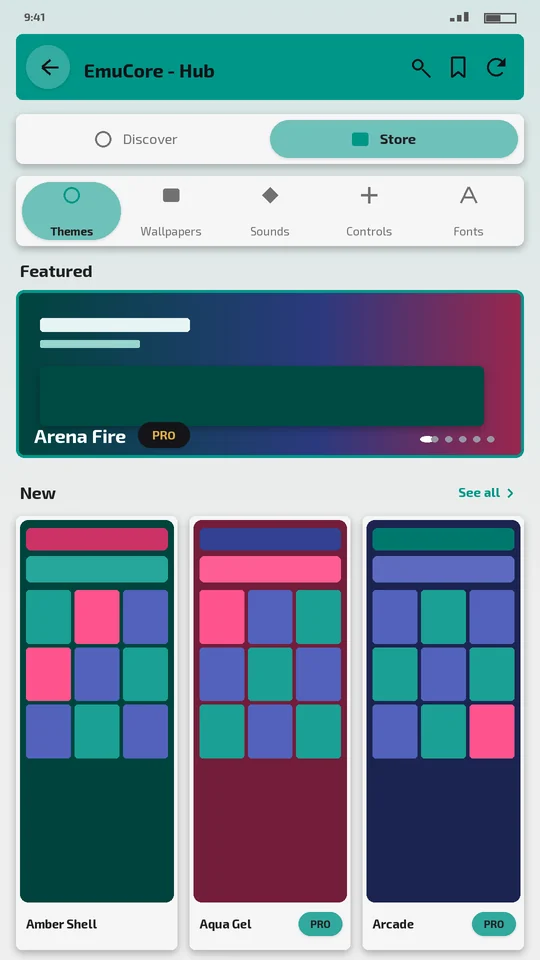 9:41
EmuCore - Hub
Discover
Store
Themes
Wallpapers
Sounds
Controls
Fonts
Featured
Arena Fire
PRO
New
See all
Amber Shell
Aqua Gel
PRO
Arcade
PRO